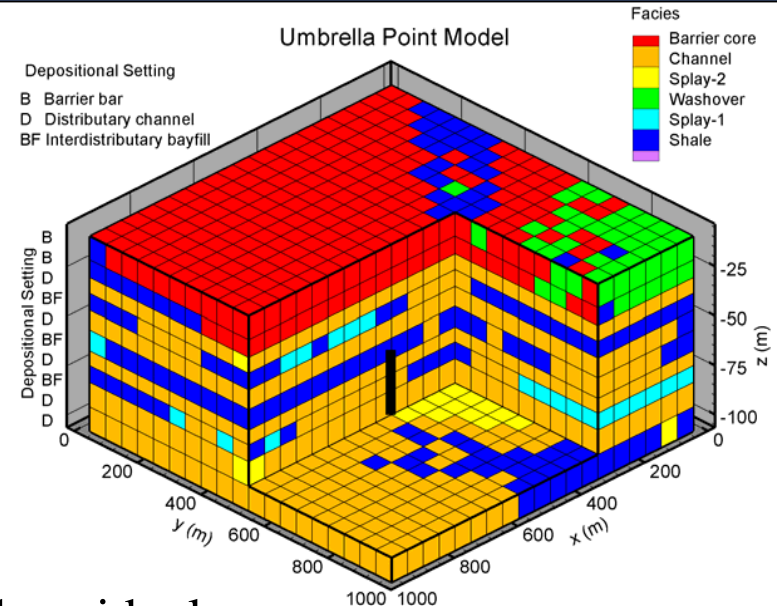 Umbrella Point Model
Depositional Setting
B Barrier bar
D Distributary channel
BF Interdistributary bayfill
Facies
Barrier core
Channel
Splay-2
Washover
Splay-1
Shale
Depositional Setting
B
B
D
BF
D
BF
D
BF
D
D
0
200
400
600
800
1000
y (m)
1000
800
600
400
200
0
x (m)
-25
-50
-75
-100
z (m)